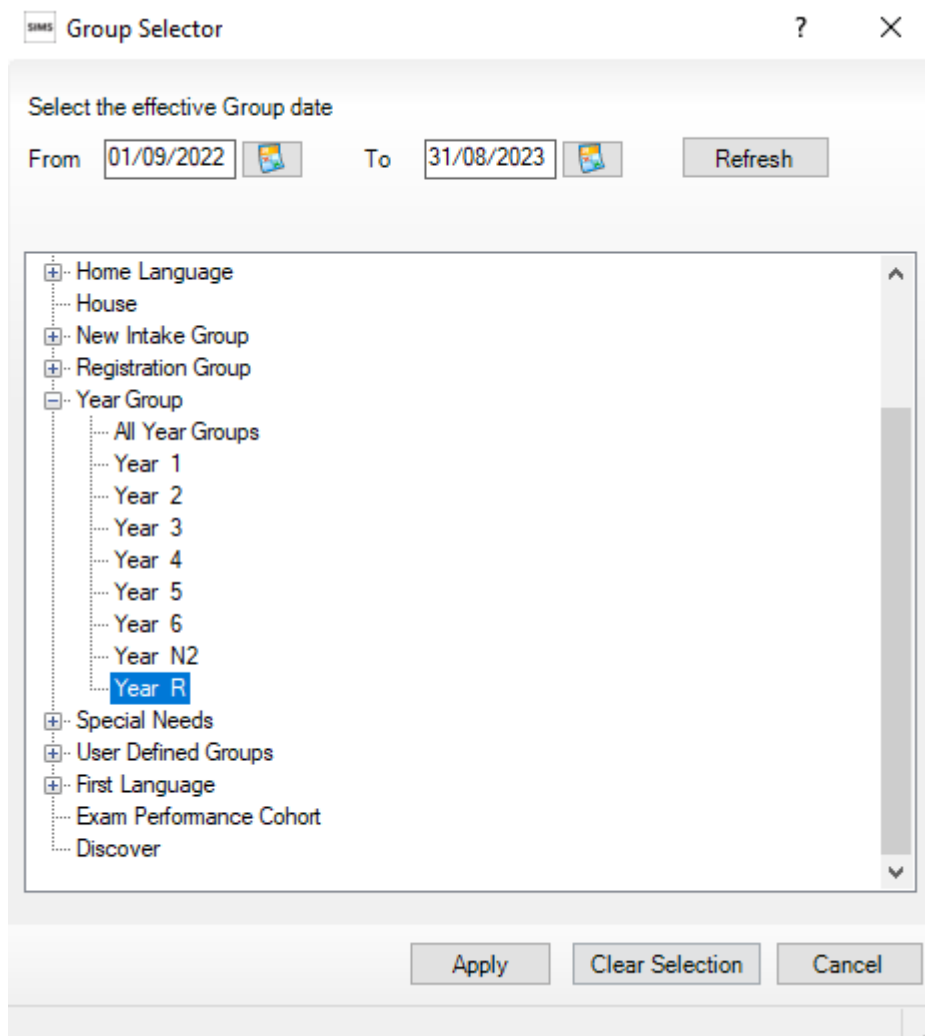 SIMS Group Selector ?
Select the effective Group date
From 01/09/2022 To 31/08/2023 Refresh
Home Language
House
New Intake Group
Registration Group
Year Group
All Year Groups
Year 1
Year 2
Year 3
Year 4
Year 5
Year 6
Year N2
Year R
Special Needs
User Defined Groups
First Language
Exam Performance Cohort
Discover
Apply Clear Selection Cancel